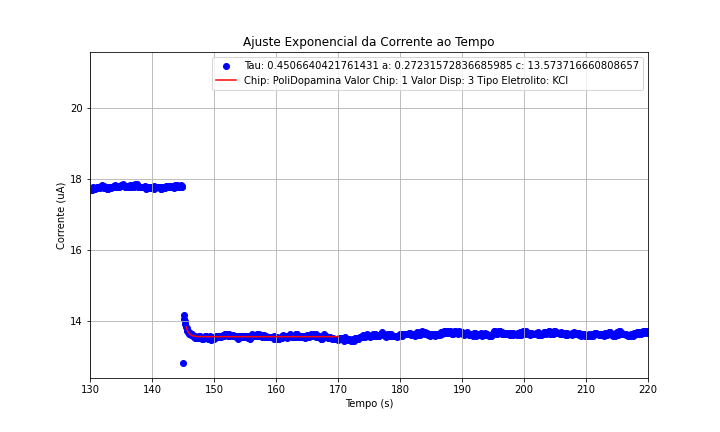 Ajuste Exponencial da Corrente ao Tempo
Tau: 0.4506640421761431 a: 0.27231572836685985 c: 13.573716660808657
Chip: PoliDopamina Valor Chip: 1 Valor Disp: 3 Tipo Eletrolito: KCl
Corrente (uA)
20
18
16
14
130 140 150 160 170 180 190 200 210 220
Tempo (s)